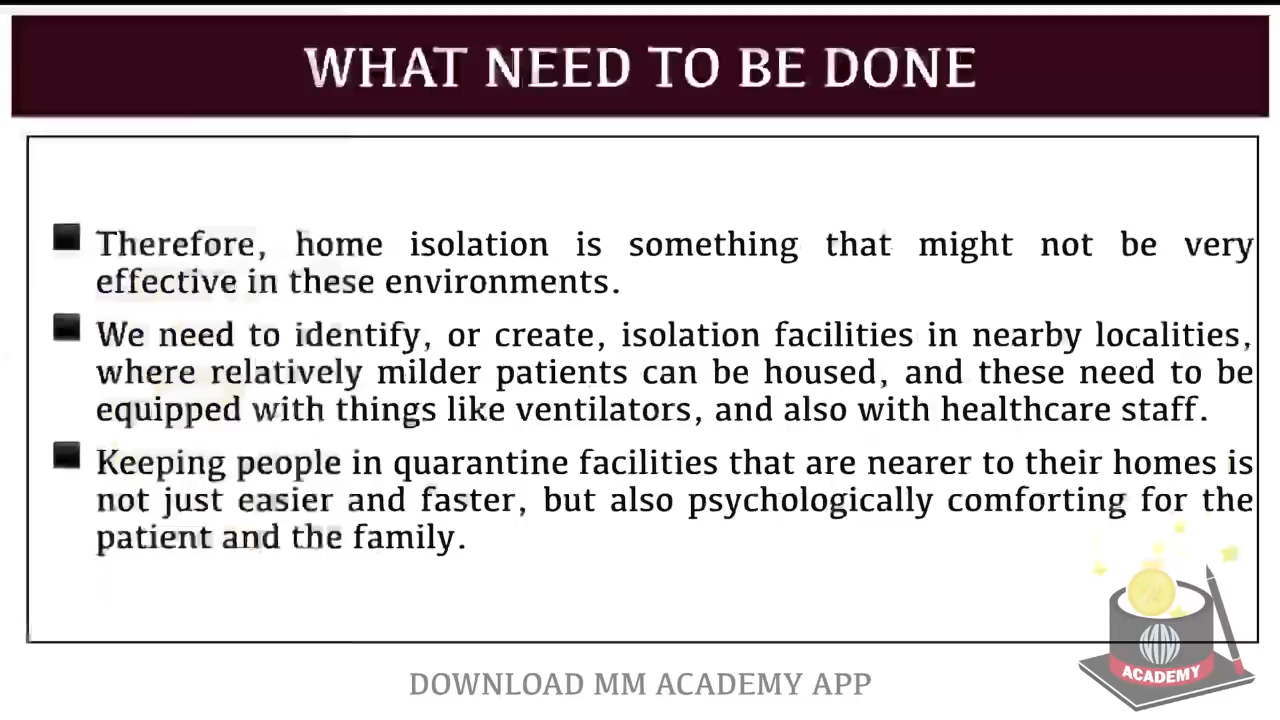 WHAT NEED TO BE DONE
Therefore, home isolation is something that might not be very
effective in these environments.
We need to identify, or create, isolation facilities in nearby localities,
where relatively milder patients can be housed, and these need to be
equipped with things like ventilators, and also with healthcare staff.
Keeping people in quarantine facilities that are nearer to their homes is
not just easier and faster, but also psychologically comforting for the
patient and the family.
ACADEMY
DOWNLOAD MM ACADEMY APP